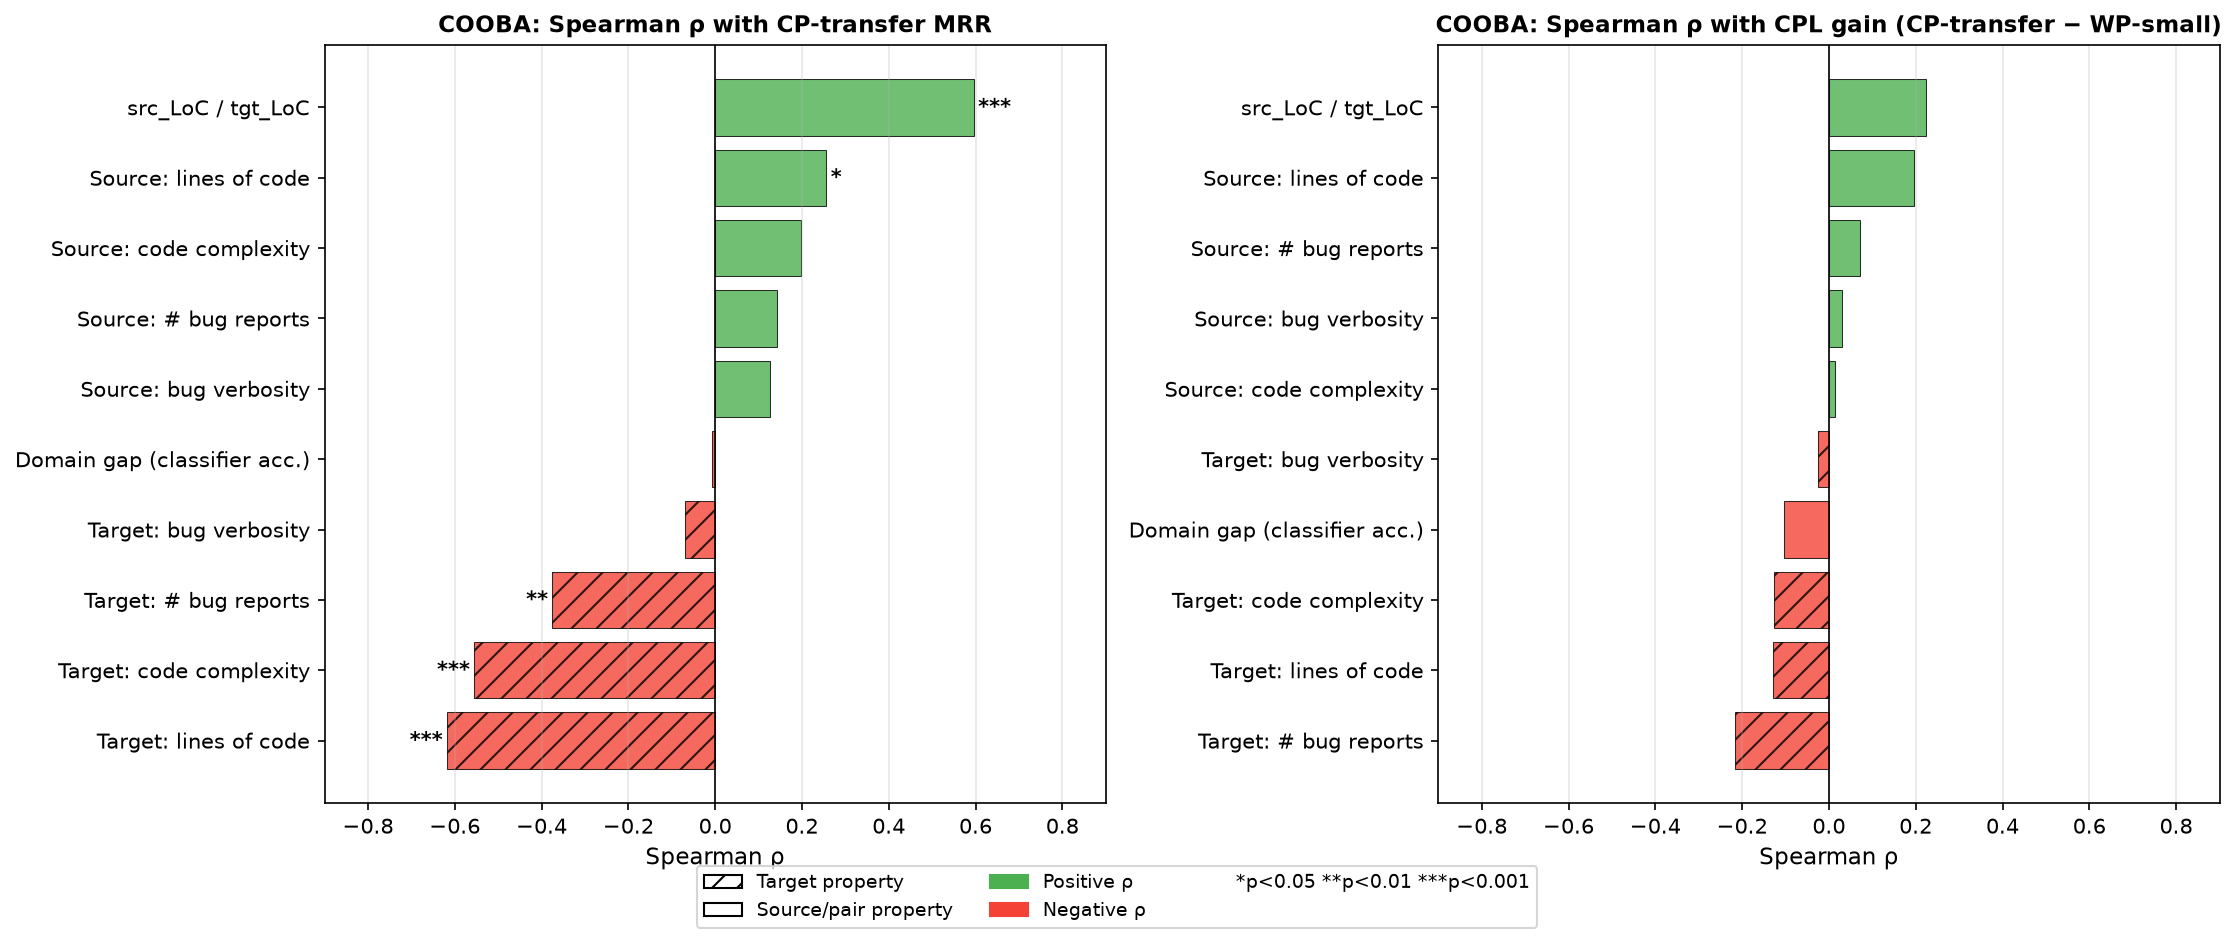 COOBA: Spearman ρ with CP-transfer MRR
src_LoC / tgt_LoC
***
Source: lines of code
*
Source: code complexity
Source: # bug reports
Source: bug verbosity
Domain gap (classifier acc.)
Target: bug verbosity
Target: # bug reports
**
Target: code complexity
***
Target: lines of code
***
−0.8 −0.6 −0.4 −0.2 0.0 0.2 0.4 0.6 0.8
Spearman ρ
COOBA: Spearman ρ with CPL gain (CP-transfer − WP-small)
src_LoC / tgt_LoC
Source: lines of code
Source: # bug reports
Source: bug verbosity
Source: code complexity
Target: bug verbosity
Domain gap (classifier acc.)
Target: code complexity
Target: lines of code
Target: # bug reports
−0.8 −0.6 −0.4 −0.2 0.0 0.2 0.4 0.6 0.8
Spearman ρ
Target property
Source/pair property
Positive ρ
Negative ρ
*p<0.05 **p<0.01 ***p<0.001